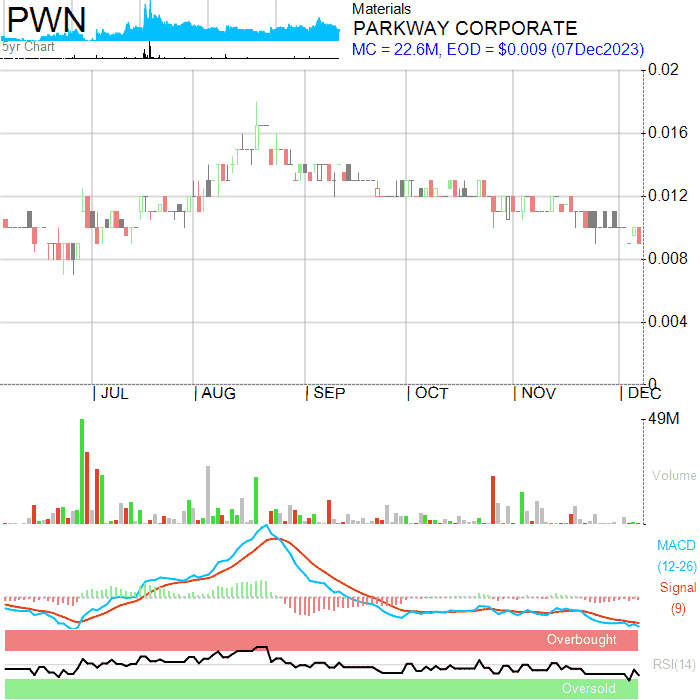 PWN
5yr Chart
Materials
PARKWAY CORPORATE
MC = 22.6M, EOD = $0.009 (07Dec2023)
0.02
0.016
0.012
0.008
0.004
0
| JUL | AUG | SEP | OCT | NOV | DEC
49M
Volume
MACD
(12-26)
Signal
(9)
Overbought
RSI(14)
Oversold